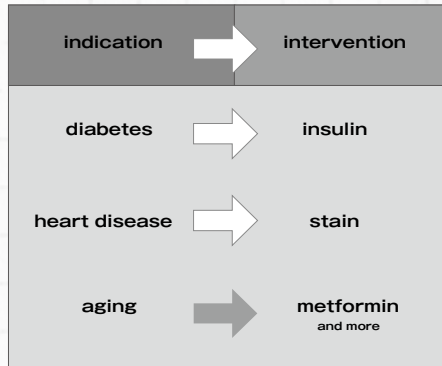 indication intervention
diabetes insulin
heart disease stain
aging metformin
and more